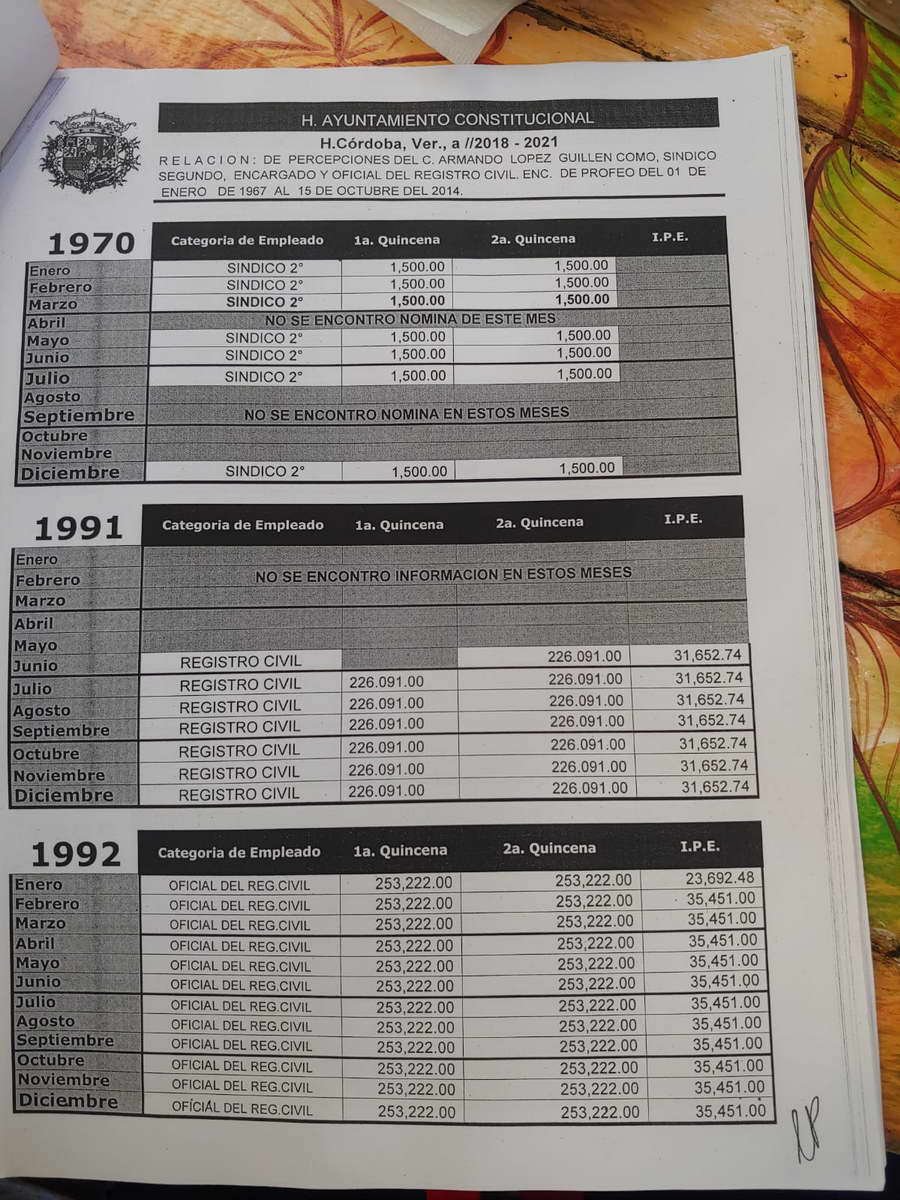 H. AYUNTAMIENTO CONSTITUCIONAL
H.Córdoba, Ver., a //2018 - 2021
RELACION: DE PERCEPCIONES DEL C. ARMANDO LOPEZ GUILLEN COMO, SINDICO
SEGUNDO, ENCARGADO Y OFICIAL DEL REGISTRO CIVIL. ENC. DE PROFEO DEL 01 DE
ENERO DE 1967 AL 15 DE OCTUBRE DEL 2014.
1970 Categoria de Empleado 1a. Quincena 2a. Quincena I.P.E.
Enero SINDICO 2° 1,500.00 1,500.00
Febrero SINDICO 2° 1,500.00 1,500.00
Marzo SINDICO 2° 1,500.00 1,500.00
Abril NO SE ENCONTRO NOMINA DE ESTE MES
Mayo SINDICO 2° 1,500.00 1,500.00
Junio SINDICO 2° 1,500.00 1,500.00
Julio SINDICO 2° 1,500.00 1,500.00
Agosto
Septiembre NO SE ENCONTRO NOMINA EN ESTOS MESES
Octubre
Noviembre
Diciembre SINDICO 2° 1,500.00 1,500.00
1991 Categoria de Empleado 1a. Quincena 2a. Quincena I.P.E.
Enero
Febrero NO SE ENCONTRO INFORMACION EN ESTOS MESES
Marzo
Abril
Mayo
Junio REGISTRO CIVIL 226.091.00 31,652.74
Julio REGISTRO CIVIL 226.091.00 226.091.00 31,652.74
Agosto REGISTRO CIVIL 226.091.00 226.091.00 31,652.74
Septiembre REGISTRO CIVIL 226.091.00 226.091.00 31,652.74
Octubre REGISTRO CIVIL 226.091.00 226.091.00 31,652.74
Noviembre REGISTRO CIVIL 226.091.00 226.091.00 31,652.74
Diciembre REGISTRO CIVIL 226.091.00 226.091.00 31,652.74
1992 Categoria de Empleado 1a. Quincena 2a. Quincena I.P.E.
Enero OFICIAL DEL REG.CIVIL 253,222.00 253,222.00 23,692.48
Febrero OFICIAL DEL REG.CIVIL 253,222.00 253,222.00 35,451.00
Marzo OFICIAL DEL REG.CIVIL 253,222.00 253,222.00 35,451.00
Abril OFICIAL DEL REG.CIVIL 253,222.00 253,222.00 35,451.00
Mayo OFICIAL DEL REG.CIVIL 253,222.00 253,222.00 35,451.00
Junio OFICIAL DEL REG.CIVIL 253,222.00 253,222.00 35,451.00
Julio OFICIAL DEL REG.CIVIL 253,222.00 253,222.00 35,451.00
Agosto OFICIAL DEL REG.CIVIL 253,222.00 253,222.00 35,451.00
Septiembre OFICIAL DEL REG.CIVIL 253,222.00 253,222.00 35,451.00
Octubre OFICIAL DEL REG.CIVIL 253,222.00 253,222.00 35,451.00
Noviembre OFICIAL DEL REG.CIVIL 253,222.00 253,222.00 35,451.00
Diciembre OFICIAL DEL REG.CIVIL 253,222.00 253,222.00 35,451.00